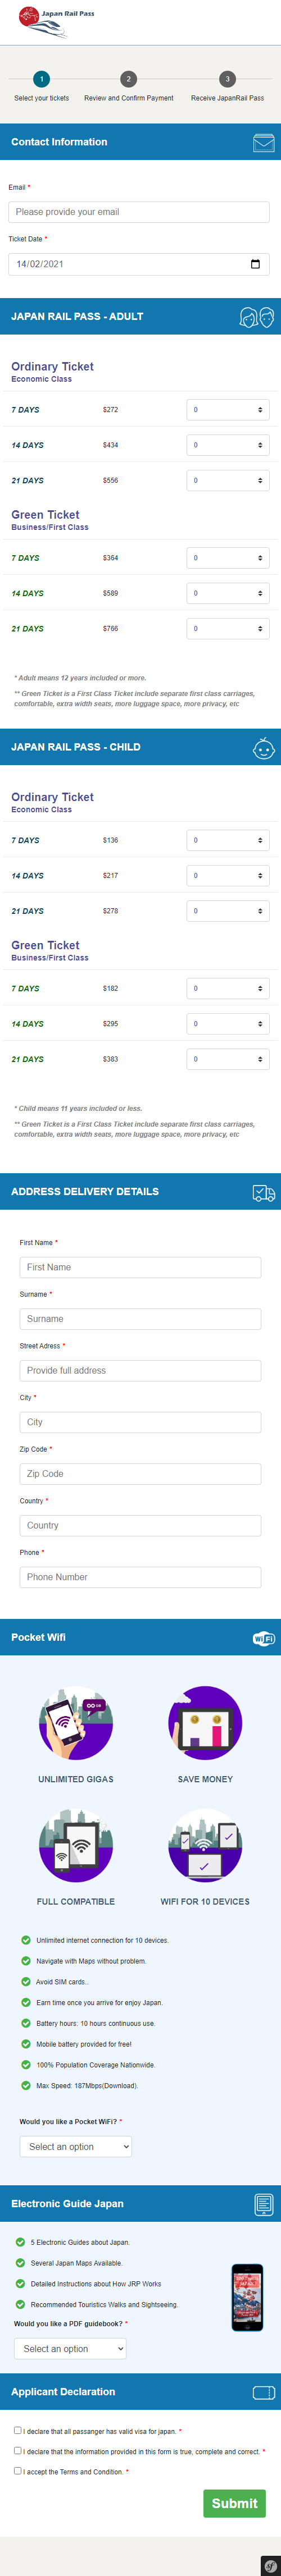 Japan Rail Pass
1 2 3
Select your tickets Review and Confirm Payment Receive JapanRail Pass
Contact Information
Email *
Please provide your email
Ticket Date *
14/02/2021
JAPAN RAIL PASS - ADULT
Ordinary Ticket
Economic Class
7 DAYS $272 0
14 DAYS $434 0
21 DAYS $556 0
Green Ticket
Business/First Class
7 DAYS $364 0
14 DAYS $589 0
21 DAYS $766 0
* Adult means 12 years included or more.
** Green Ticket is a First Class Ticket include separate first class carriages,
comfortable, extra width seats, more luggage space, more privacy, etc
JAPAN RAIL PASS - CHILD
Ordinary Ticket
Economic Class
7 DAYS $136 0
14 DAYS $217 0
21 DAYS $278 0
Green Ticket
Business/First Class
7 DAYS $182 0
14 DAYS $295 0
21 DAYS $383 0
* Child means 11 years included or less.
** Green Ticket is a First Class Ticket include separate first class carriages,
comfortable, extra width seats, more luggage space, more privacy, etc
ADDRESS DELIVERY DETAILS
First Name *
First Name
Surname *
Surname
Street Adress *
Provide full address
City *
City
Zip Code *
Zip Code
Country *
Country
Phone *
Phone Number
Pocket Wifi
WiFi
UNLIMITED GIGAS SAVE MONEY
FULL COMPATIBLE WIFI FOR 10 DEVICES
Unlimited internet connection for 10 devices.
Navigate with Maps without problem.
Avoid SIM cards..
Earn time once you arrive for enjoy Japan.
Battery hours: 10 hours continuous use.
Mobile battery provided for free!
100% Population Coverage Nationwide.
Max Speed: 187Mbps(Download).
Would you like a Pocket WiFi? *
Select an option
Electronic Guide Japan
5 Electronic Guides about Japan.
Several Japan Maps Available.
Detailed Instructions about How JRP Works
Recommended Touristics Walks and Sightseeing.
Would you like a PDF guidebook? *
Select an option
Applicant Declaration
I declare that all passenger has valid visa for japan. *
I declare that the information provided in this form is true, complete and correct. *
I accept the Terms and Condition. *
Submit